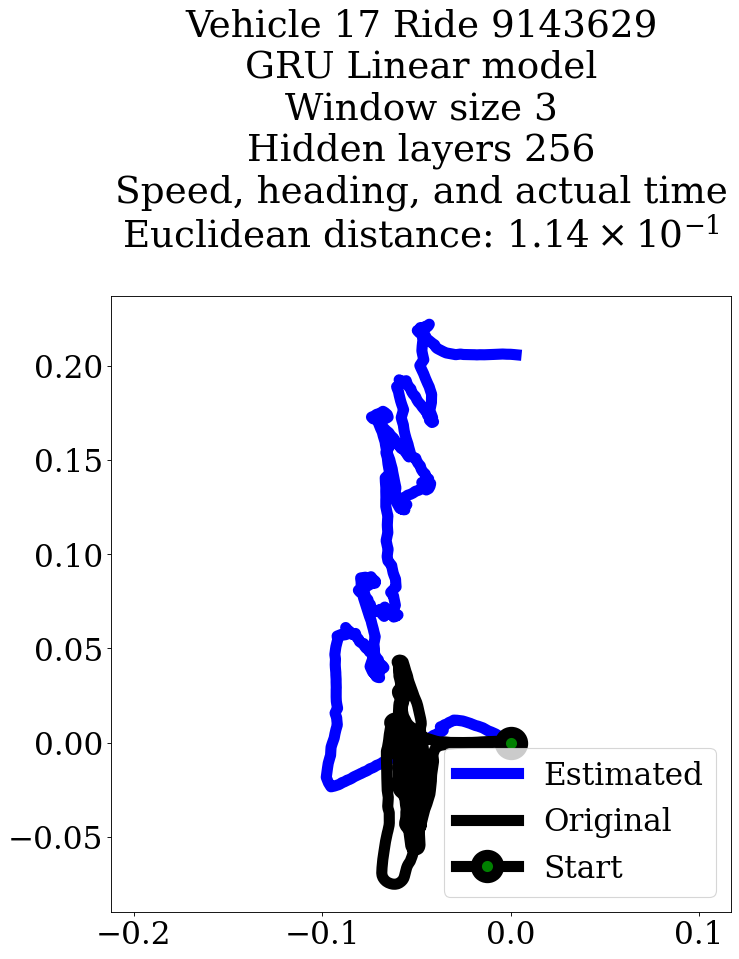 Vehicle 17 Ride 9143629
GRU Linear model
Window size 3
Hidden layers 256
Speed, heading, and actual time
Euclidean distance: 1.14 × 10⁻¹
0.20
0.15
0.10
0.05
0.00
−0.05
−0.2
−0.1
0.0
0.1
Estimated
Original
Start